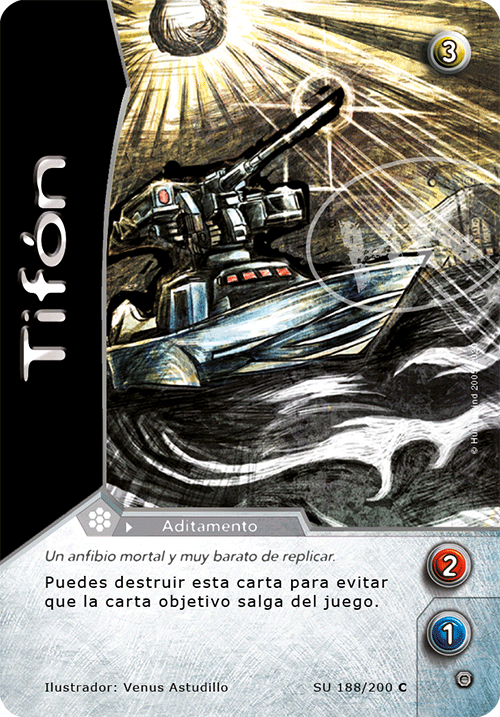 3
Tifón
Aditamento
Un anfibio mortal y muy barato de replicar.
Puedes destruir esta carta para evitar
que la carta objetivo salga del juego.
2
1
Ilustrador: Venus Astudillo
SU 188/200 C